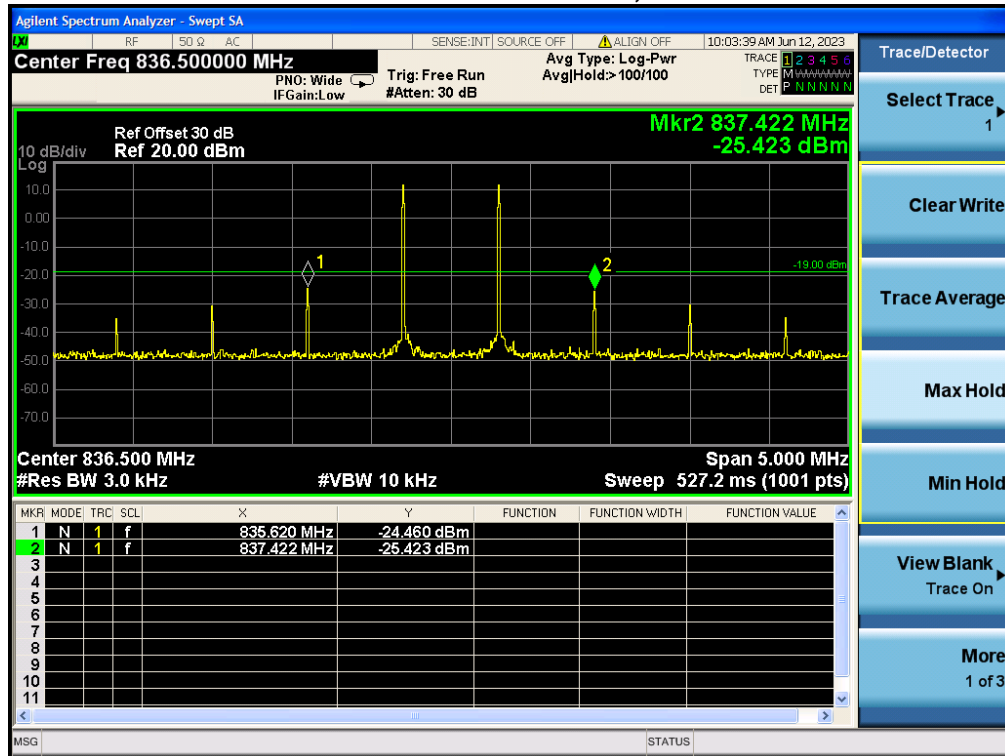 Agilent Spectrum Analyzer - Swept SA
LXI RF 50 Ω AC SENSE:INT SOURCE OFF ALIGN OFF 10:03:39 AM Jun 12, 2023
Center Freq 836.500000 MHz
PNO: Wide
IFGain:Low
Trig: Free Run
#Atten: 30 dB
Avg Type: Log-Pwr
Avg|Hold:>100/100
TRACE 1 2 3 4 5 6
TYPE M WWWWW
DET P N N N N N
Mkr2 837.422 MHz
-25.423 dBm
Ref Offset 30 dB
10 dB/div Ref 20.00 dBm
Log
10.0
0.00
-10.0
-20.0
-30.0
-40.0
-50.0
-60.0
-70.0
1
2
-19.00 dBm
Center 836.500 MHz Span 5.000 MHz
#Res BW 3.0 kHz #VBW 10 kHz Sweep 527.2 ms (1001 pts)
MKR MODE TRC SCL X Y FUNCTION FUNCTION WIDTH FUNCTION VALUE
1 N 1 f 835.620 MHz -24.460 dBm
2 N 1 f 837.422 MHz -25.423 dBm
3
4
5
6
7
8
9
10
11
MSG STATUS
Trace/Detector
Select Trace
1
Clear Write
Trace Average
Max Hold
Min Hold
View Blank
Trace On
More
1 of 3